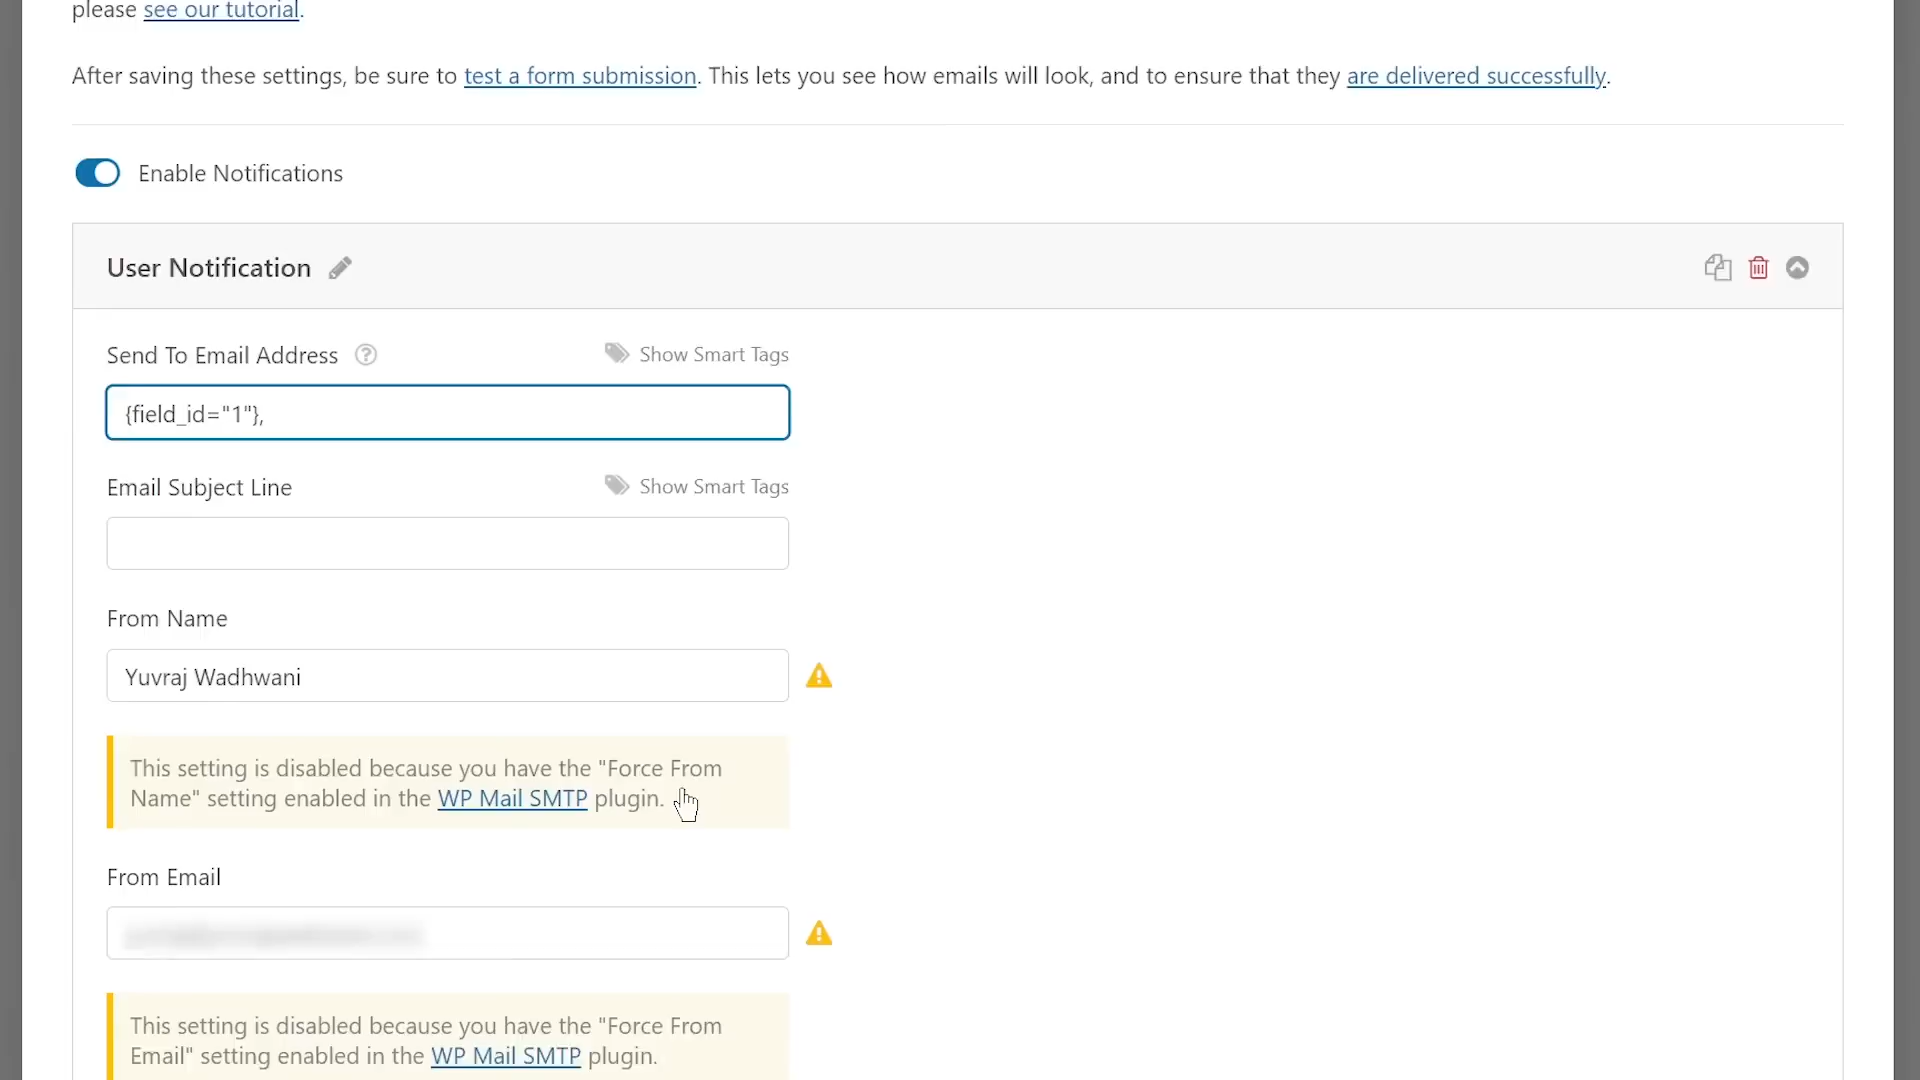 please see our tutorial.
After saving these settings, be sure to test a form submission. This lets you see how emails will look, and to ensure that they are delivered successfully.
Enable Notifications
User Notification
Send To Email Address
Show Smart Tags
{field_id="1"},
Email Subject Line
Show Smart Tags
From Name
Yuvraj Wadhwani
This setting is disabled because you have the "Force From
Name" setting enabled in the WP Mail SMTP plugin.
From Email
This setting is disabled because you have the "Force From
Email" setting enabled in the WP Mail SMTP plugin.